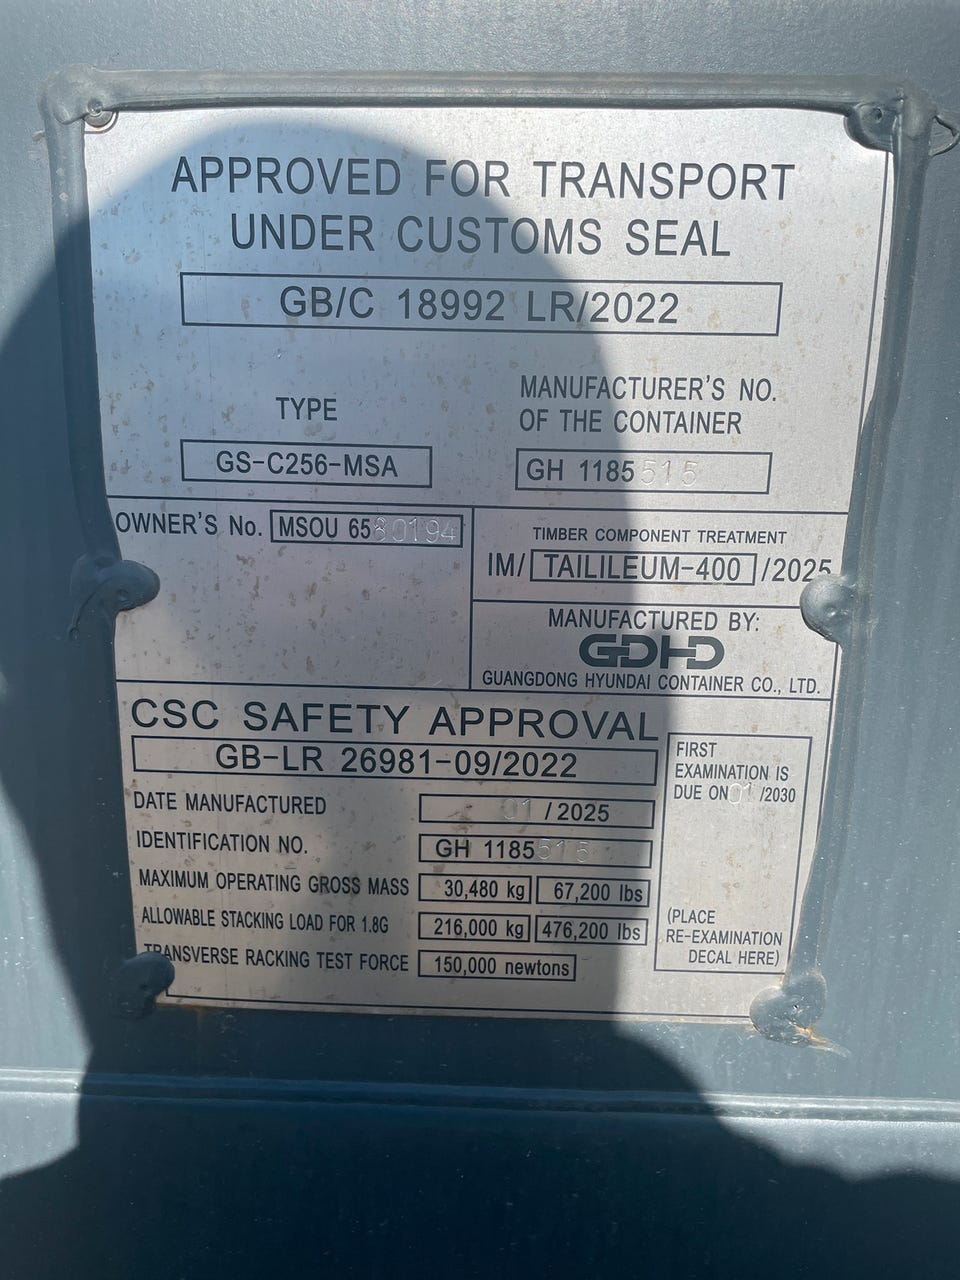 APPROVED FOR TRANSPORT
UNDER CUSTOMS SEAL
GB/C 18992 LR/2022
TYPE
GS-C256-MSA
MANUFACTURER'S NO.
OF THE CONTAINER
GH 1185515
OWNER'S No. MSOU 6580194
TIMBER COMPONENT TREATMENT
IM/ TAILILEUM-400 /2025
MANUFACTURED BY:
GDHD
GUANGDONG HYUNDAI CONTAINER CO., LTD.
CSC SAFETY APPROVAL
GB-LR 26981-09/2022
DATE MANUFACTURED 01/2025
IDENTIFICATION NO. GH 1185515
MAXIMUM OPERATING GROSS MASS 30,480 kg 67,200 lbs
ALLOWABLE STACKING LOAD FOR 1.8G 216,000 kg 476,200 lbs
TRANSVERSE RACKING TEST FORCE 150,000 newtons
FIRST
EXAMINATION IS
DUE ON 01 /2030
(PLACE
RE-EXAMINATION
DECAL HERE)